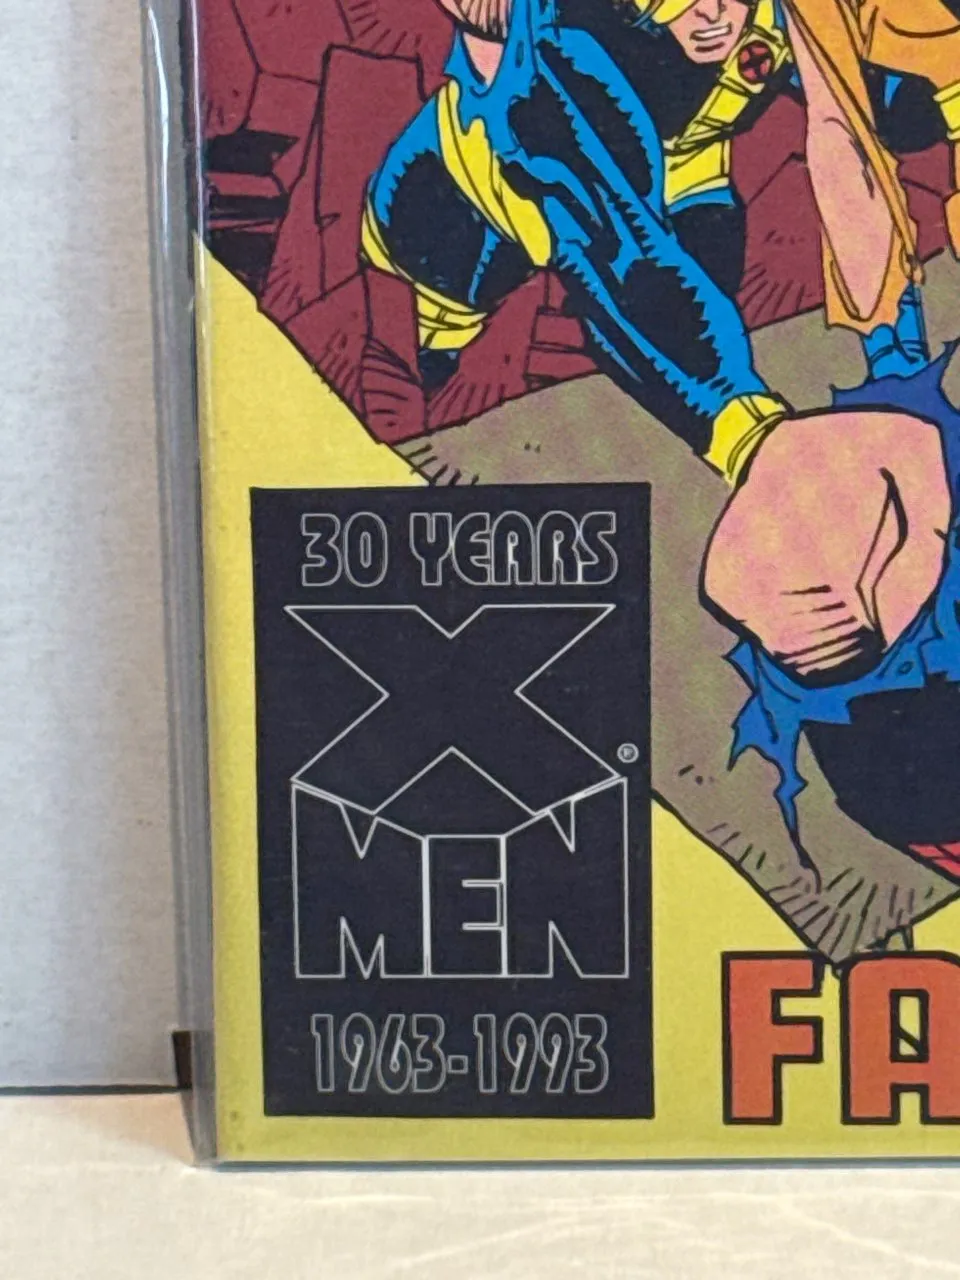 30 YEARS
X
®
MEN
1963-1993
FA